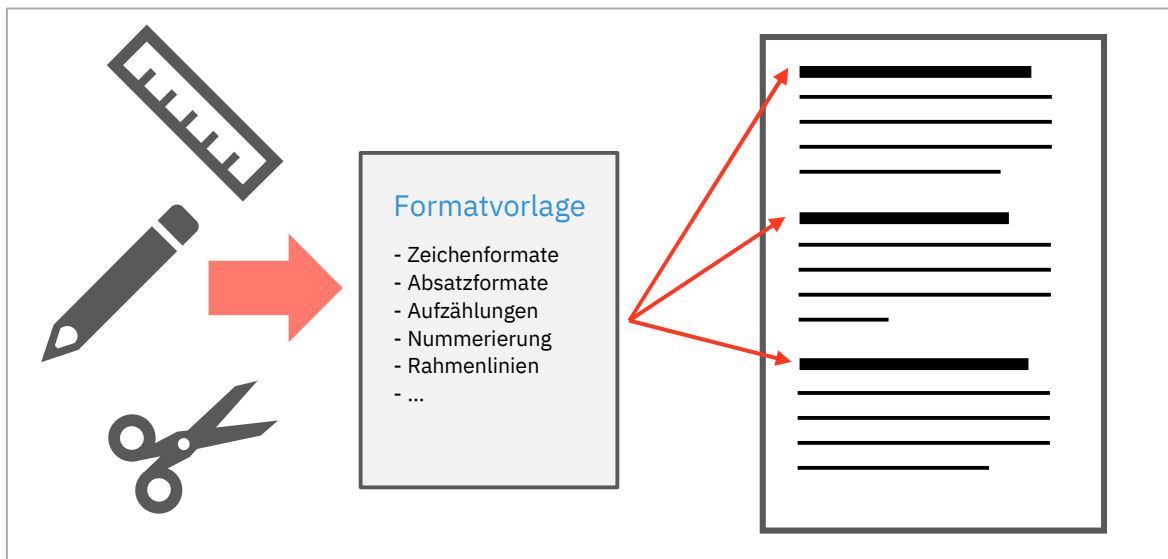 Formatvorlage
- Zeichenformate
- Absatzformate
- Aufzählungen
- Nummerierung
- Rahmenlinien
- ...